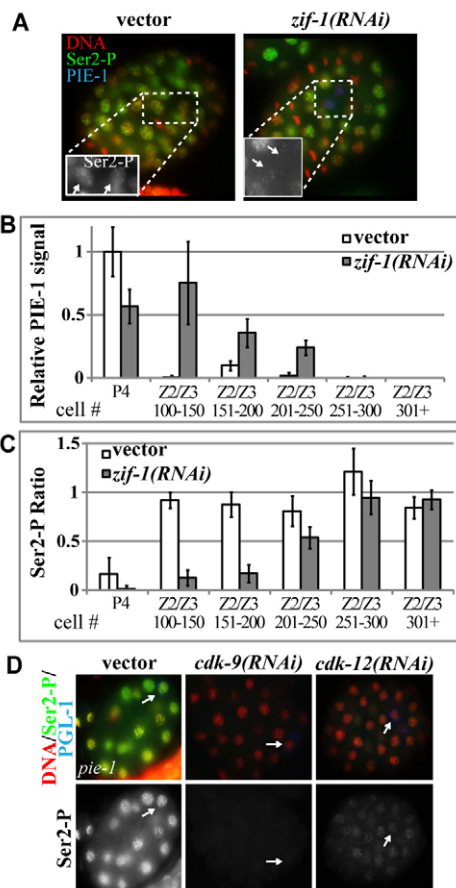 A
vector
zif-1(RNAi)
DNA
Ser2-P
PIE-1
Ser2-P
B
Relative PIE-1 signal
1
0.5
0
vector
zif-1(RNAi)
P4 Z2/Z3 Z2/Z3 Z2/Z3 Z2/Z3 Z2/Z3
cell # 100-150 151-200 201-250 251-300 301+
C
Ser2-P Ratio
1.5
1
0.5
0
vector
zif-1(RNAi)
P4 Z2/Z3 Z2/Z3 Z2/Z3 Z2/Z3 Z2/Z3
cell # 100-150 151-200 201-250 251-300 301+
D
vector cdk-9(RNAi) cdk-12(RNAi)
DNA/Ser2-P/
PGL-1
pie-1
Ser2-P